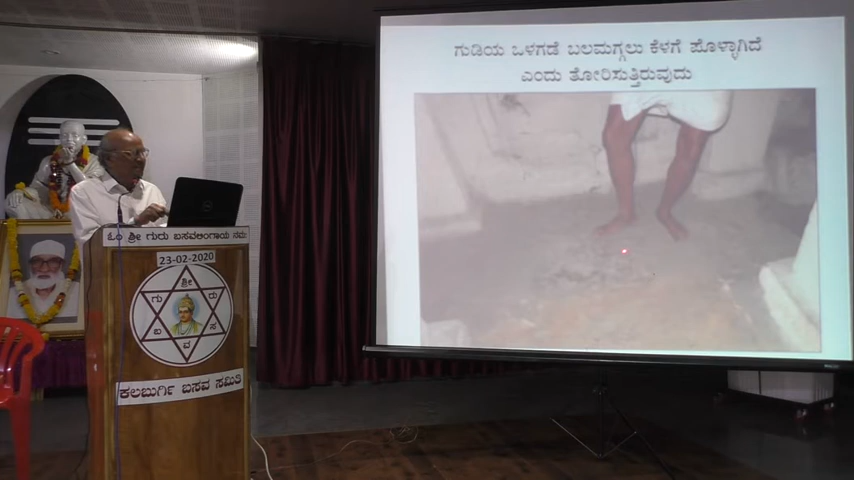 ಗುಡಿಯ ಒಳಗಡೆ ಬಲಮಗ್ಗಲು ಕೆಳಗೆ ಪೊಳ್ಳಾಗಿದೆ
ಎಂದು ತೋರಿಸುತ್ತಿರುವುದು
ಓಂ ಶ್ರೀ ಗುರು ಬಸವಲಿಂಗಾಯ ನಮಃ
23-02-2020
ಶ್ರೀ
ಗು
ರು
ಬ
ಸ
ವ
ಕಲಬುರ್ಗಿ ಬಸವ ಸಮಿತಿ